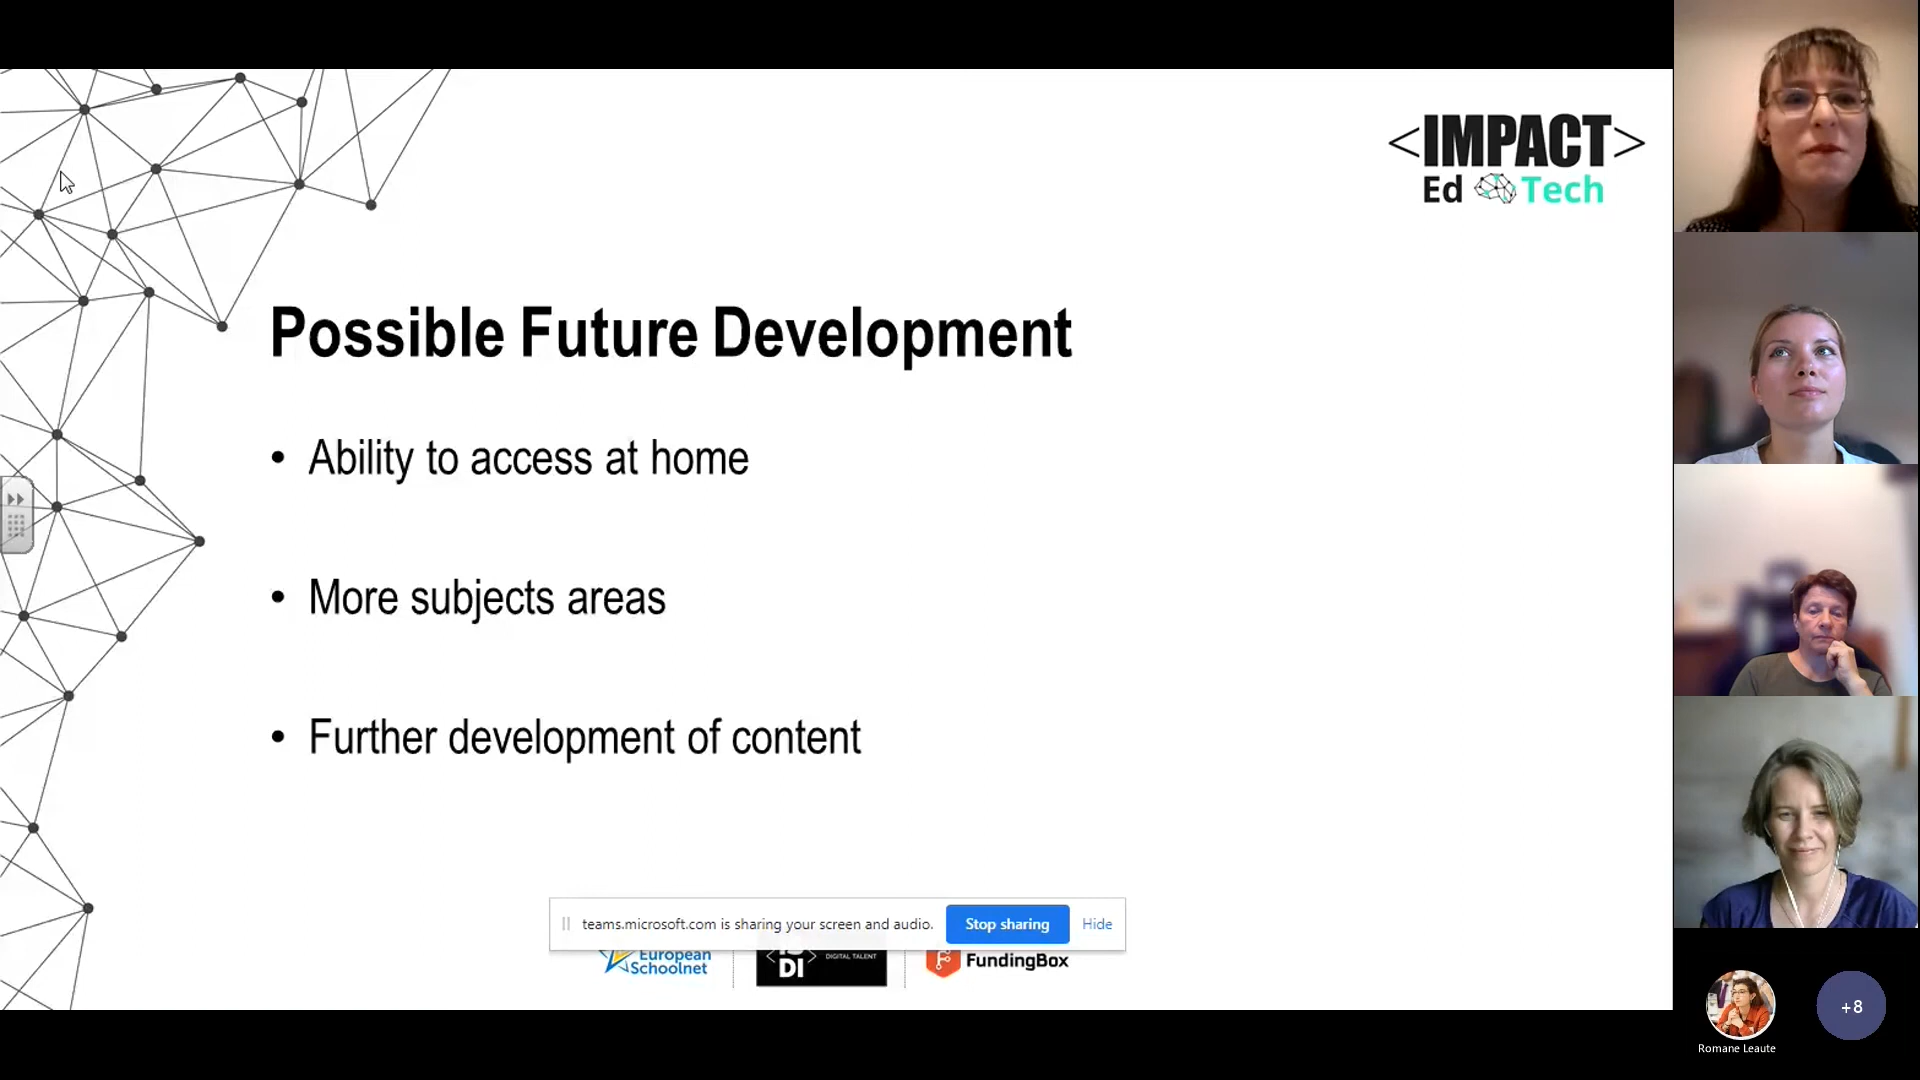 <IMPACT>
Ed Tech
Possible Future Development
• Ability to access at home
• More subjects areas
• Further development of content
teams.microsoft.com is sharing your screen and audio.
Stop sharing
Hide
European
Schoolnet
DI
DIGITAL TALENT
FundingBox
+8
Romane Leaute